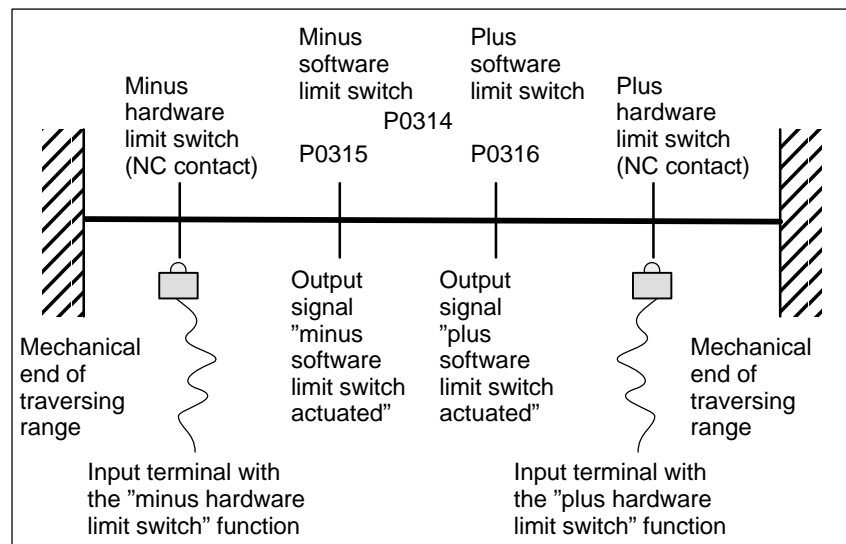 Minus
software
limit switch
Plus
software
limit switch
Minus
hardware
limit switch
(NC contact)
P0314
Plus
hardware
limit switch
(NC contact)
P0315
P0316
Output
signal
”minus
software
limit switch
actuated”
Output
signal
”plus
software
limit switch
actuated”
Mechanical
end of
traversing
range
Mechanical
end of
traversing
range
Input terminal with
the ”minus hardware
limit switch” function
Input terminal with
the ”plus hardware
limit switch” function